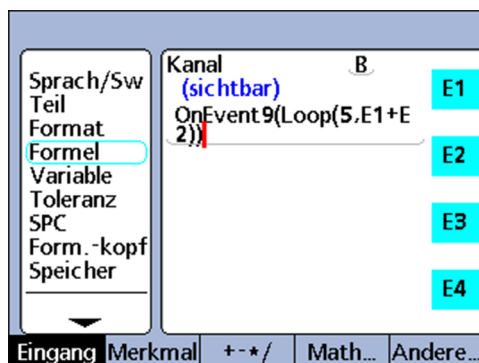 Sprach/Sw
Teil
Format
Formel
Variable
Toleranz
SPC
Form.-kopf
Speicher
Kanal B
(sichtbar)
OnEvent9(Loop(5,E1+E
2))
E1
E2
E3
E4
Eingang Merkmal +-*/ Math... Andere...